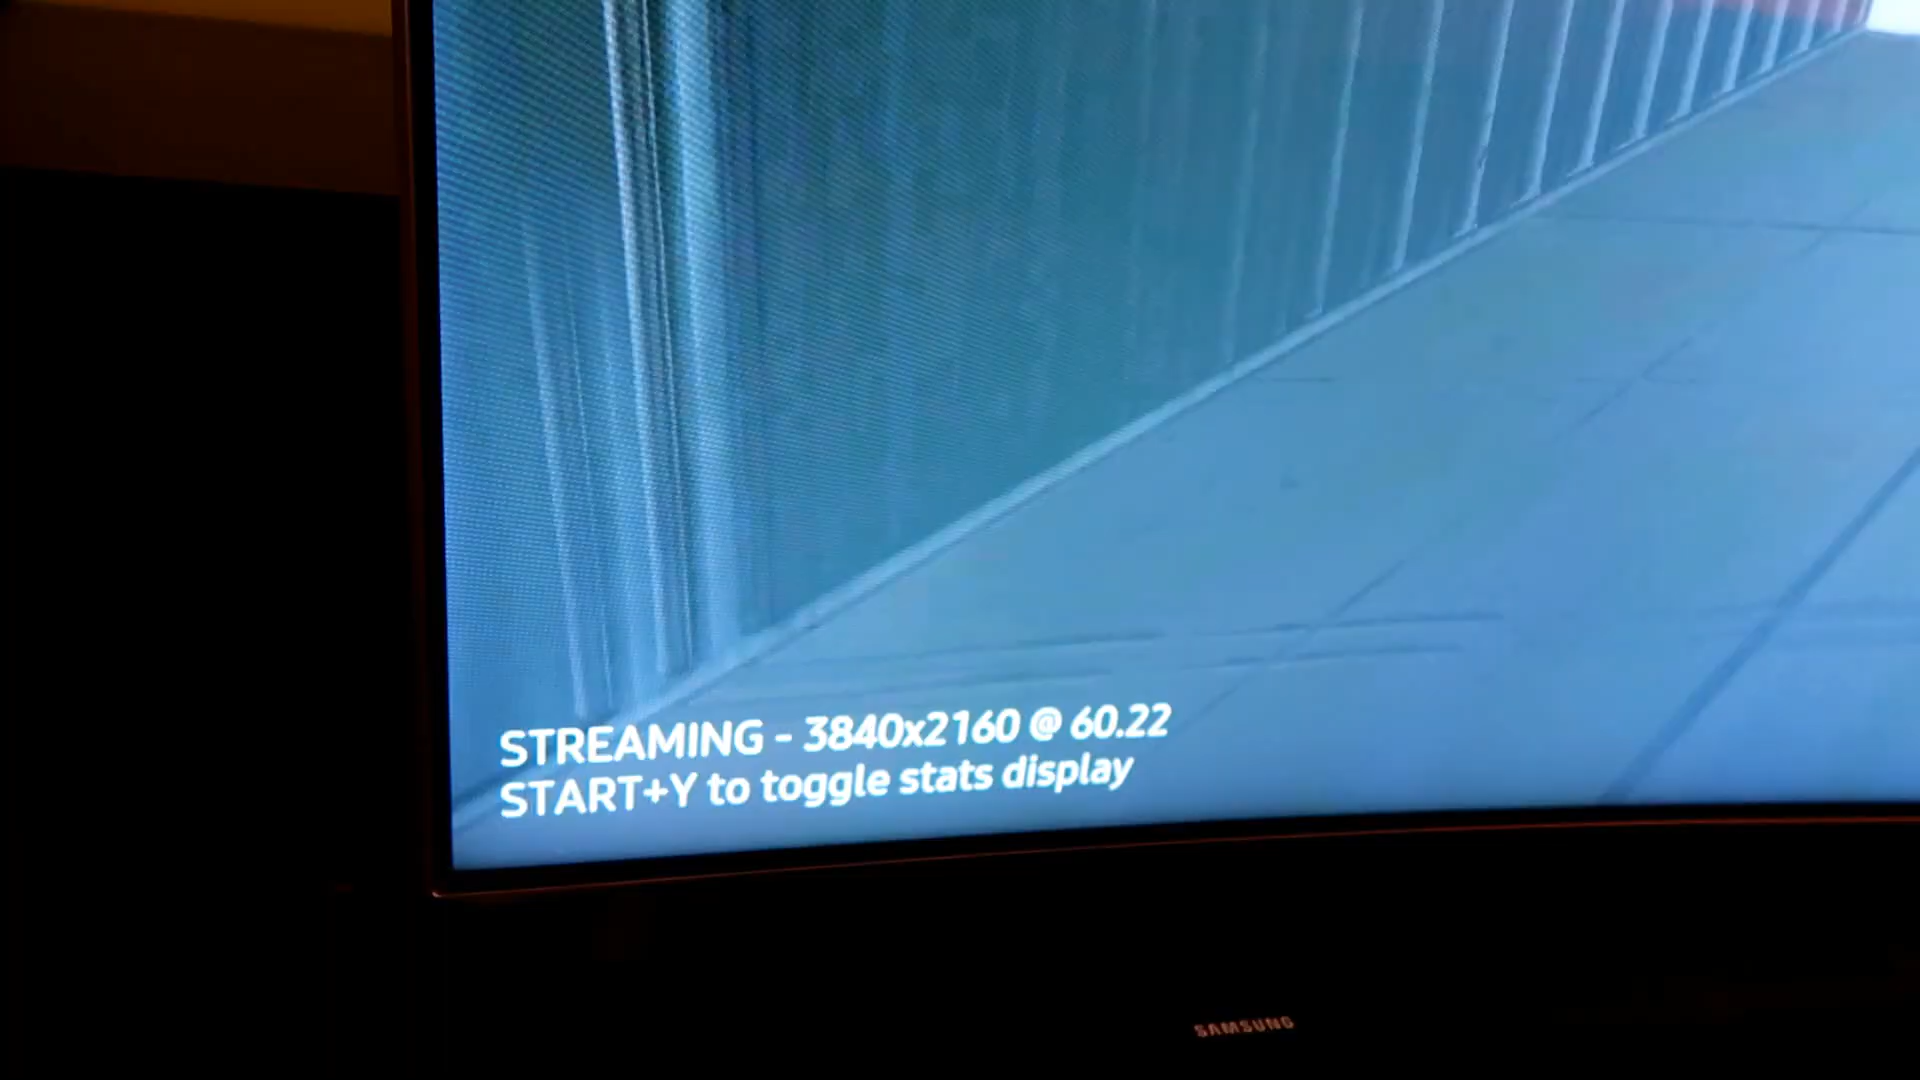 STREAMING - 3840x2160 @ 60.22
START+Y to toggle stats display
SAMSUNG